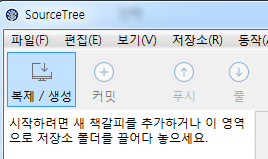 SourceTree
파일(F) 편집(E) 보기(V) 저장소(R) 동작(A
복제 / 생성 커밋 푸시 풀
시작하려면 새 책갈피를 추가하거나 이 영역
으로 저장소 폴더를 끌어다 놓으세요.